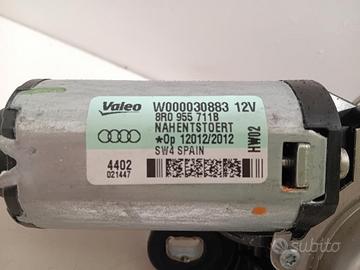 Valeo W000030883 12V
8R0 955 711B
NAHENTSTOERT
*Op 12012/2012
SW4 SPAIN
HW02
4402
021447
subito